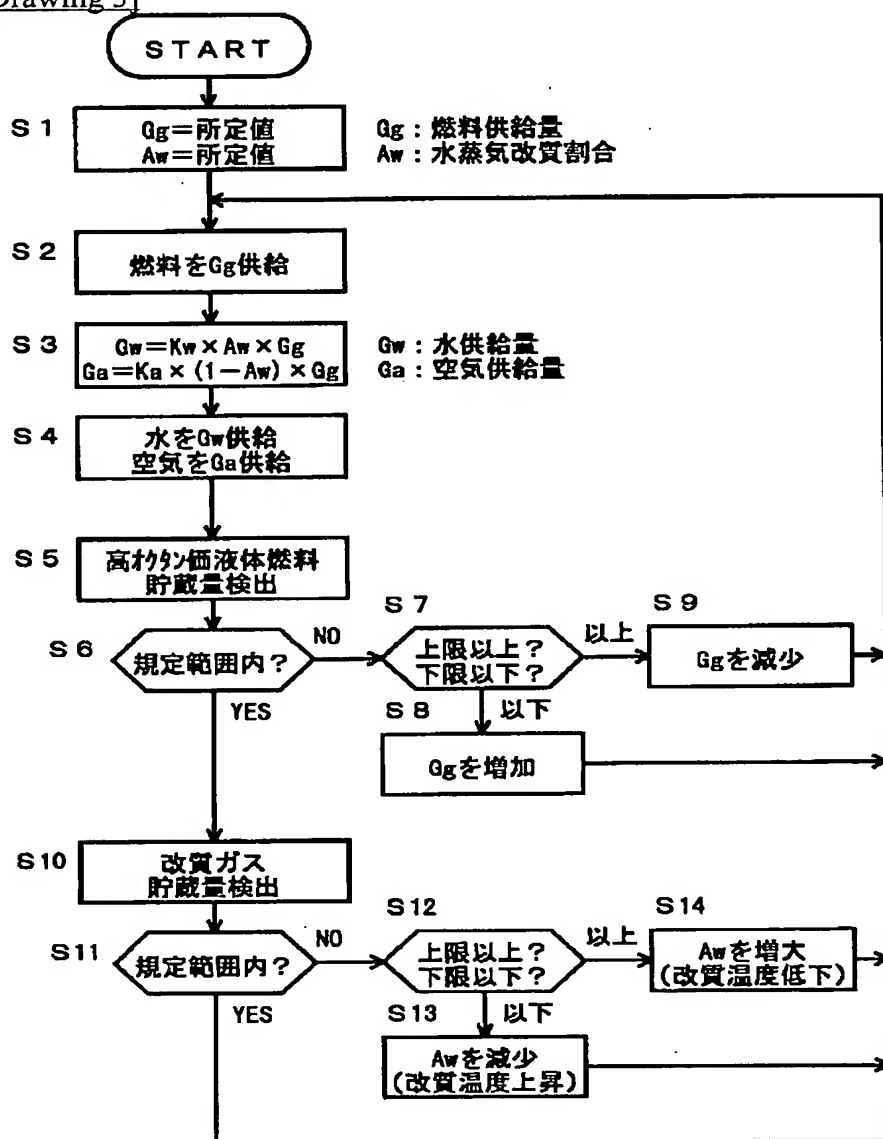 Drawing 3]
START
S1
Gg=所定値
Aw=所定値
Gg:燃料供給量
Aw:水蒸気改質割合
S2
燃料をGg供給
S3
Gw=Kw×Aw×Gg
Ga=Ka×(1-Aw)×Gg
Gw:水供給量
Ga:空気供給量
S4
水をGw供給
空気をGa供給
S5
高オクタン価液体燃料
貯蔵量検出
S6
規定範囲内?
NO
YES
S7
上限以上?
下限以下?
以上
以下
S9
Ggを減少
S8
Ggを増加
S10
改質ガス
貯蔵量検出
S11
規定範囲内?
NO
YES
S12
上限以上?
下限以下?
以上
以下
S14
Awを増大
(改質温度低下)
S13
Awを減少
(改質温度上昇)